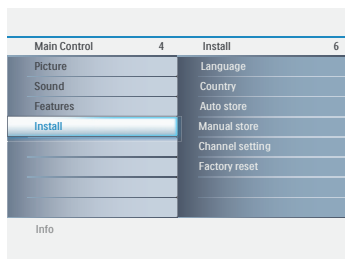 Main Control 4 Install 6
Picture Language
Sound Country
Features Auto store
Install Manual store
Channel setting
Factory reset
Info